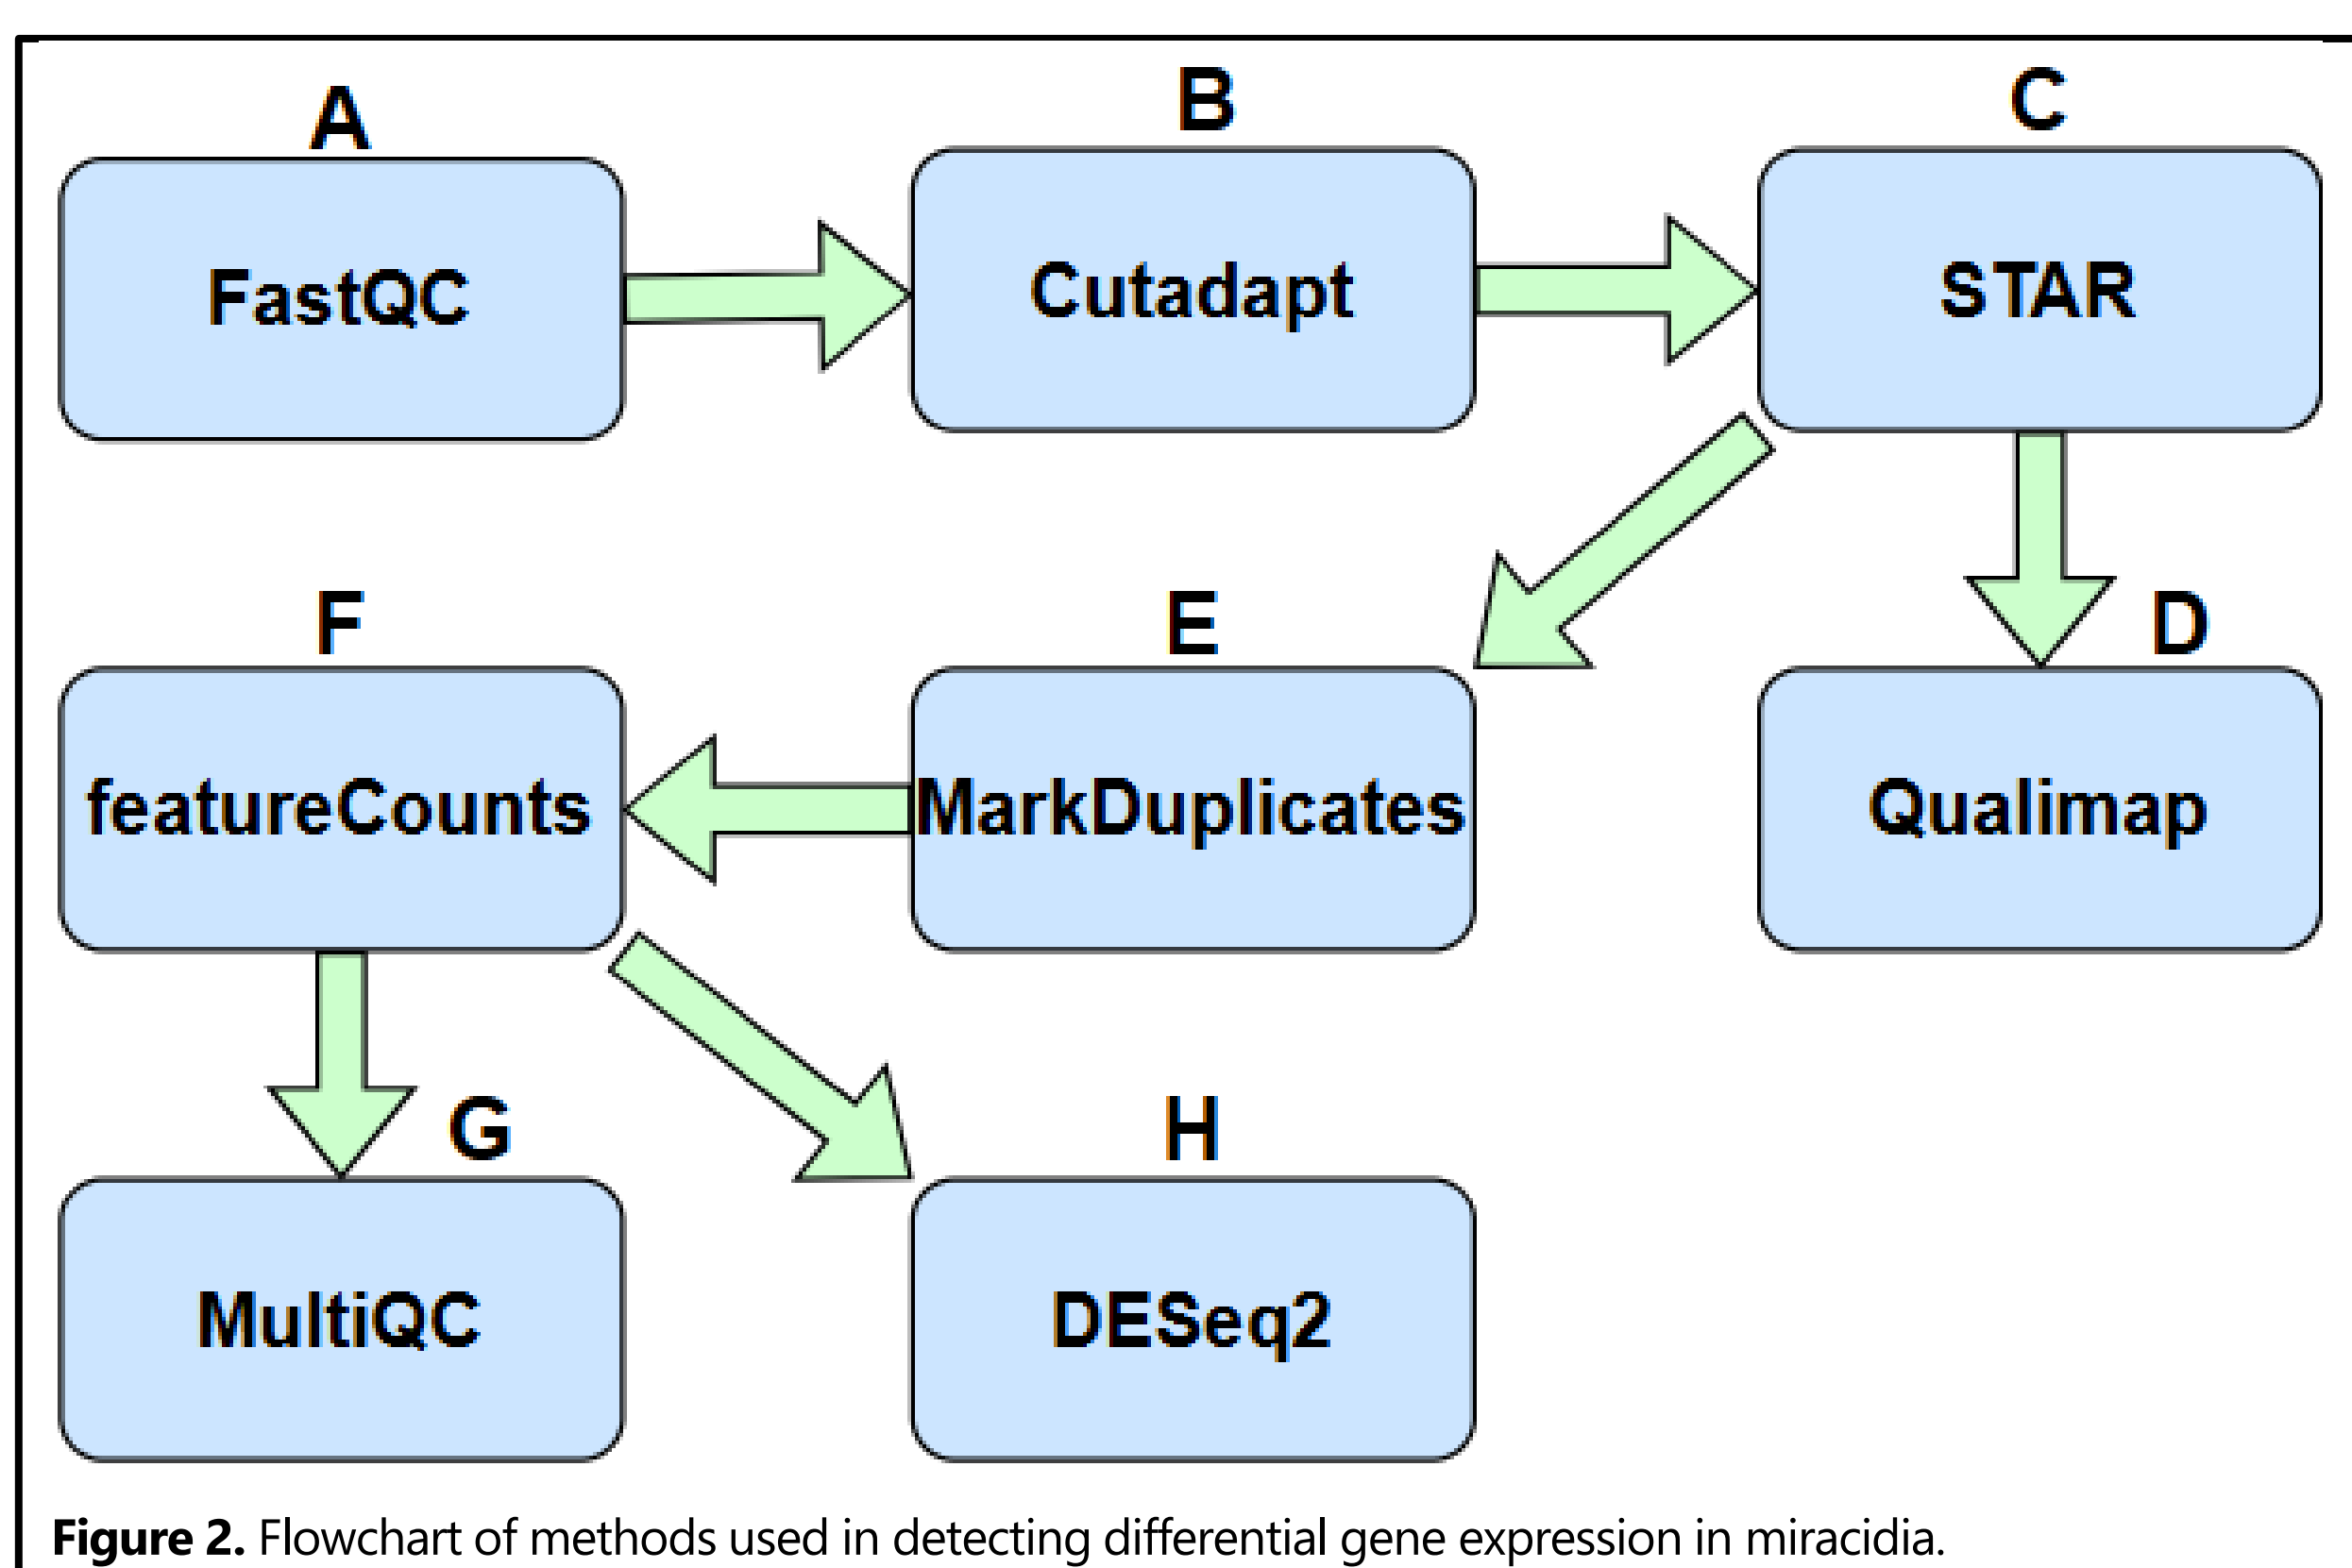 A
B
C
FastQC
Cutadapt
STAR
F
E
D
featureCounts
MarkDuplicates
Qualimap
G
H
MultiQC
DESeq2
Figure 2. Flowchart of methods used in detecting differential gene expression in miracidia.